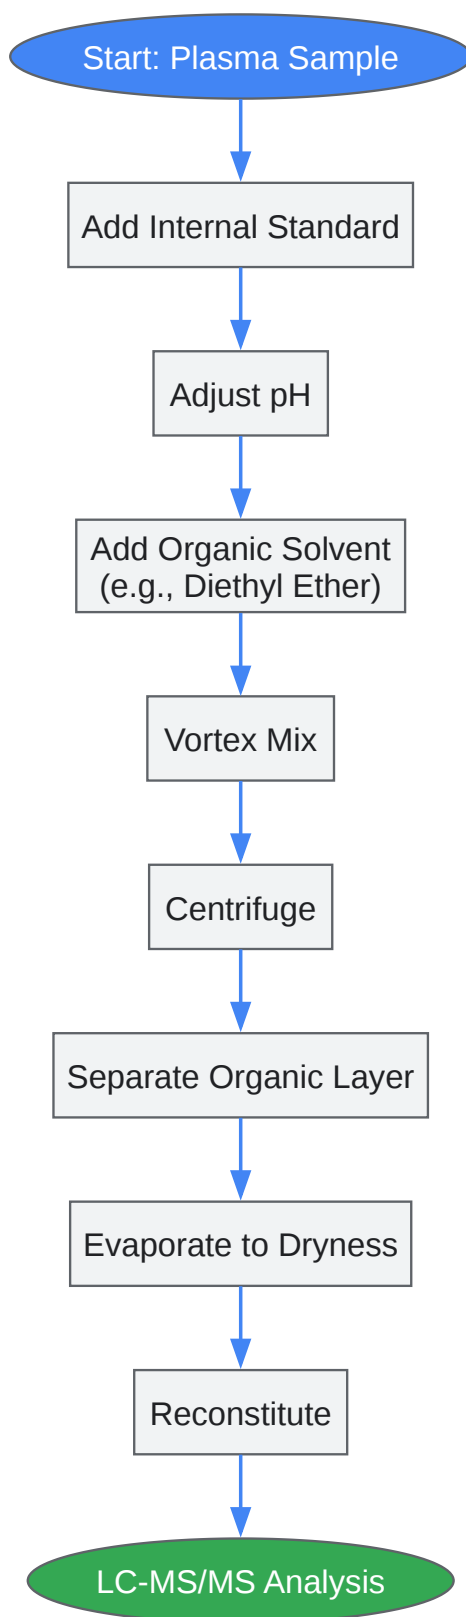 Start: Plasma Sample
Add Internal Standard
Adjust pH
Add Organic Solvent
(e.g., Diethyl Ether)
Vortex Mix
Centrifuge
Separate Organic Layer
Evaporate to Dryness
Reconstitute
LC-MS/MS Analysis